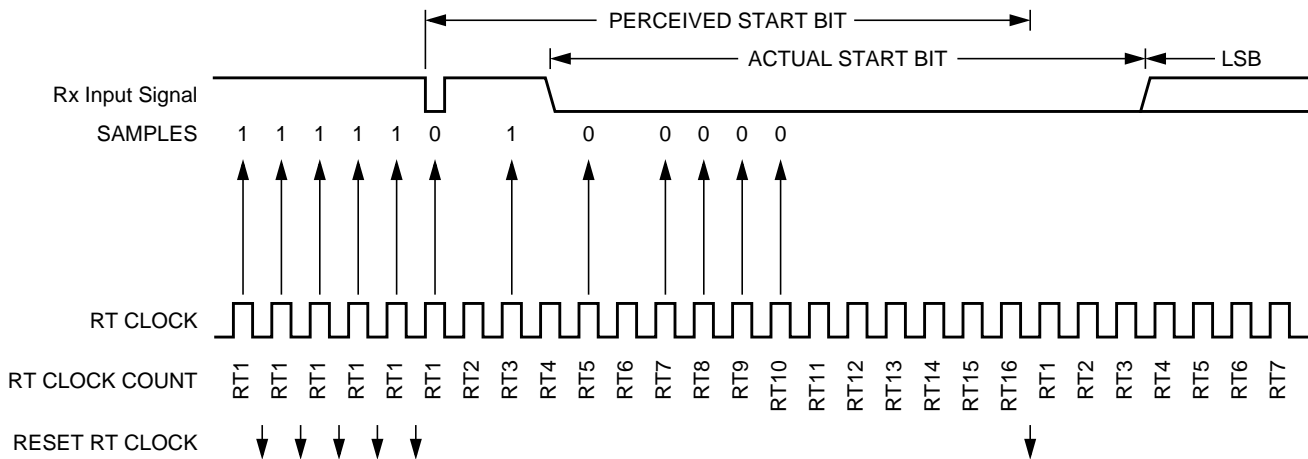 PERCEIVED START BIT
ACTUAL START BIT
LSB
Rx Input Signal
SAMPLES 1 1 1 1 1 0 1 0 0 0 0 0
RT CLOCK
RT CLOCK COUNT RT1 RT1 RT1 RT1 RT1 RT1 RT2 RT3 RT4 RT5 RT6 RT7 RT8 RT9 RT10 RT11 RT12 RT13 RT14 RT15 RT16 RT1 RT2 RT3 RT4 RT5 RT6 RT7
RESET RT CLOCK